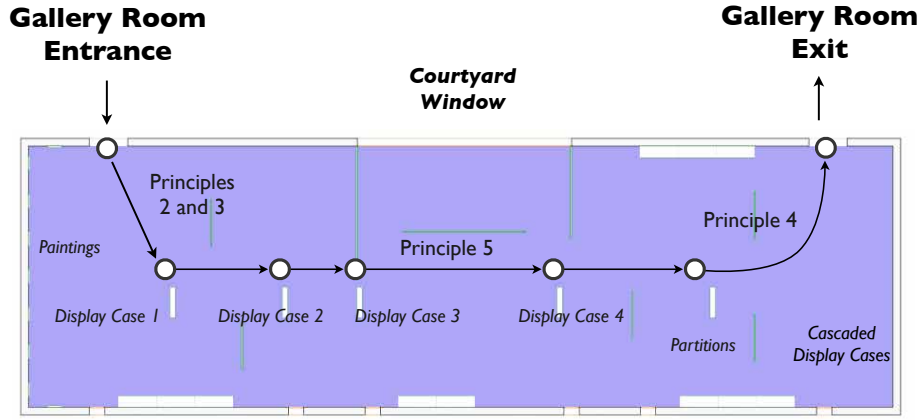 Gallery Room
Entrance
Gallery Room
Exit
Courtyard
Window
Principles
2 and 3
Principle 4
Paintings
Principle 5
Display Case 1
Display Case 2
Display Case 3
Display Case 4
Partitions
Cascaded
Display Cases